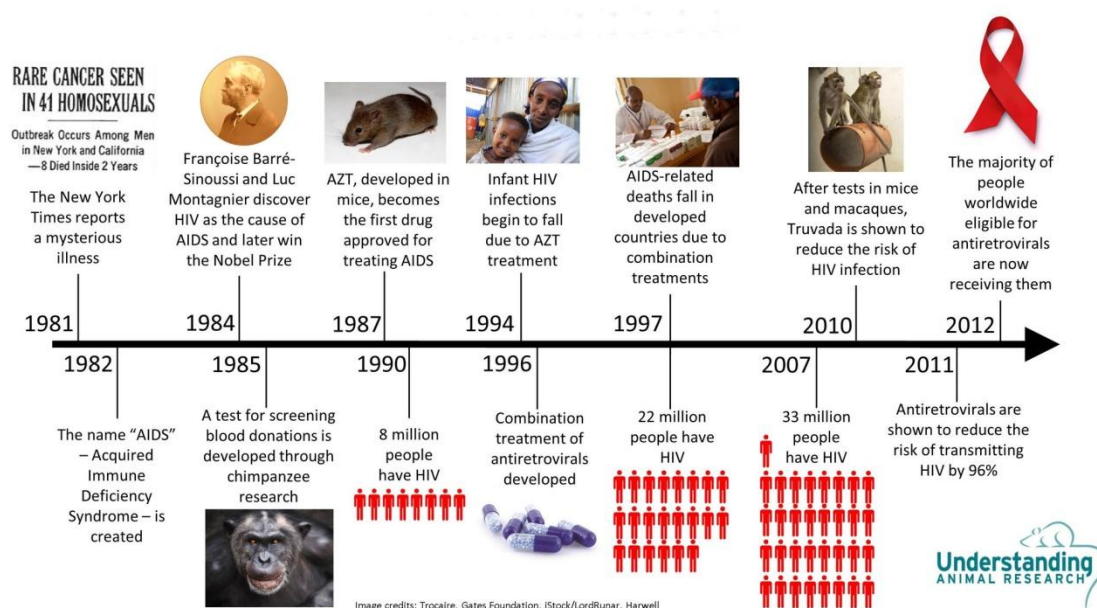 RARE CANCER SEEN
IN 41 HOMOSEXUALS
Outbreak Occurs Among Men
in New York and California
—8 Died Inside 2 Years
The New York
Times reports
a mysterious
illness
Françoise Barré-
Sinoussi and Luc
Montagnier discover
HIV as the cause of
AIDS and later win
the Nobel Prize
AZT, developed in
mice, becomes the
first drug
approved for
treating AIDS
Infant HIV
infections
begin to fall
due to AZT
treatment
AIDS-related
deaths fall in
developed
countries due to
combination
treatments
After tests in mice
and macaques,
Truvada is shown to
reduce the risk of
HIV infection
The majority of
people
worldwide
eligible for
antiretrovirals
are now
receiving them
1981
1984
1987
1994
1997
2010
2012
1982
1985
1990
1996
2007
2011
The name “AIDS”
– Acquired
Immune
Deficiency
Syndrome – is
created
A test for screening
blood donations is
developed through
chimpanzee
research
8 million
people
have HIV
Combination
treatment of
antiretrovirals
developed
22 million
people have
HIV
33 million
people
have HIV
Antiretrovirals are
shown to reduce the
risk of transmitting
HIV by 96%
Understanding
ANIMAL RESEARCH
Image credits: Trocaire, Gates Foundation, iStock/LordRunar, Harwell